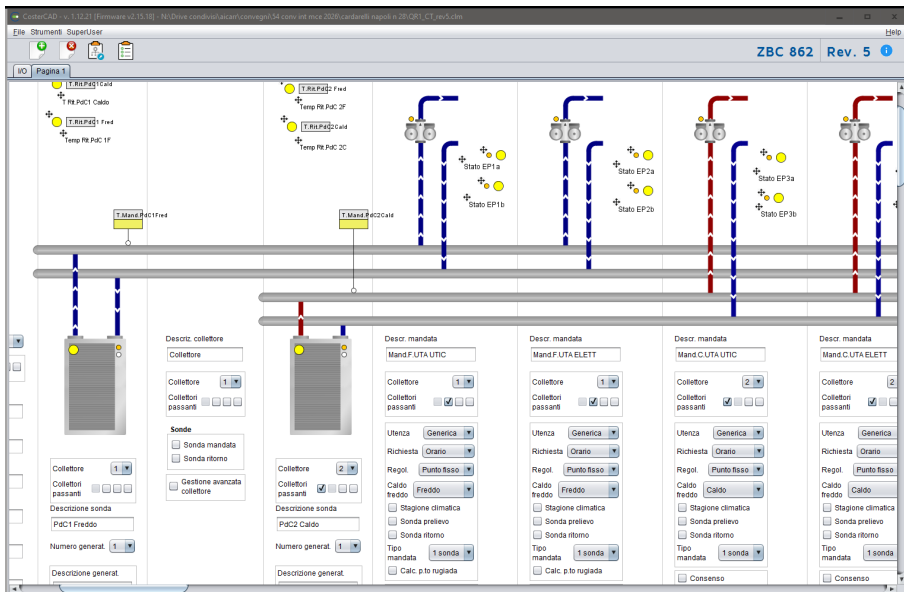 CosterCAD - v. 1.12.21 [Firmware v2.15.18] - N:\Drive condivisi\aicarr\convegni\54 conv int mce 2026\cardarelli napoli n 28\QR1_CT_rev5.clm
File Strumenti SuperUser Help
ZBC 862 Rev. 5
I/O Pagina 1
T.Rit.PdC1Cald
T Rit.PdC1 Caldo
T.Rit.PdC1 Fred
Temp Rit.PdC 1F
T.Rit.PdC2 Fred
Temp Rit.PdC 2F
T.Rit.PdC2Cald
Temp Rit.PdC 2C
Stato EP1a
Stato EP1b
Stato EP2a
Stato EP2b
Stato EP3a
Stato EP3b
T.Mand.PdC1Fred
T.Mand.PdC2Cald
Collettore 1
Collettori passanti
Descrizione sonda
PdC1 Freddo
Numero generat. 1
Descrizione generat.
Descriz. collettore
Collettore
Collettore 1
Collettori passanti
Sonde
Sonda mandata
Sonda ritorno
Gestione avanzata collettore
Collettore 2
Collettori passanti
Descrizione sonda
PdC2 Caldo
Numero generat. 1
Descrizione generat.
Descr. mandata
Mand.F.UTA UTIC
Collettore 1
Collettori passanti
Utenza Generica
Richiesta Orario
Regol. Punto fisso
Caldo freddo Freddo
Stagione climatica
Sonda prelievo
Sonda ritorno
Tipo mandata 1 sonda
Calc. p.to rugiada
Descr. mandata
Mand.F.UTA ELETT
Collettore 1
Collettori passanti
Utenza Generica
Richiesta Orario
Regol. Punto fisso
Caldo freddo Freddo
Stagione climatica
Sonda prelievo
Sonda ritorno
Tipo mandata 1 sonda
Calc. p.to rugiada
Descr. mandata
Mand.C.UTA UTIC
Collettore 2
Collettori passanti
Utenza Generica
Richiesta Orario
Regol. Punto fisso
Caldo freddo Caldo
Stagione climatica
Sonda prelievo
Sonda ritorno
Tipo mandata 1 sonda
Consenso
Descr. mandata
Mand.C.UTA ELETT
Collettore 2
Collettori passanti
Utenza Generica
Richiesta Orario
Regol. Punto fisso
Caldo freddo Caldo
Stagione climatica
Sonda prelievo
Sonda ritorno
Tipo mandata 1 sonda
Consenso